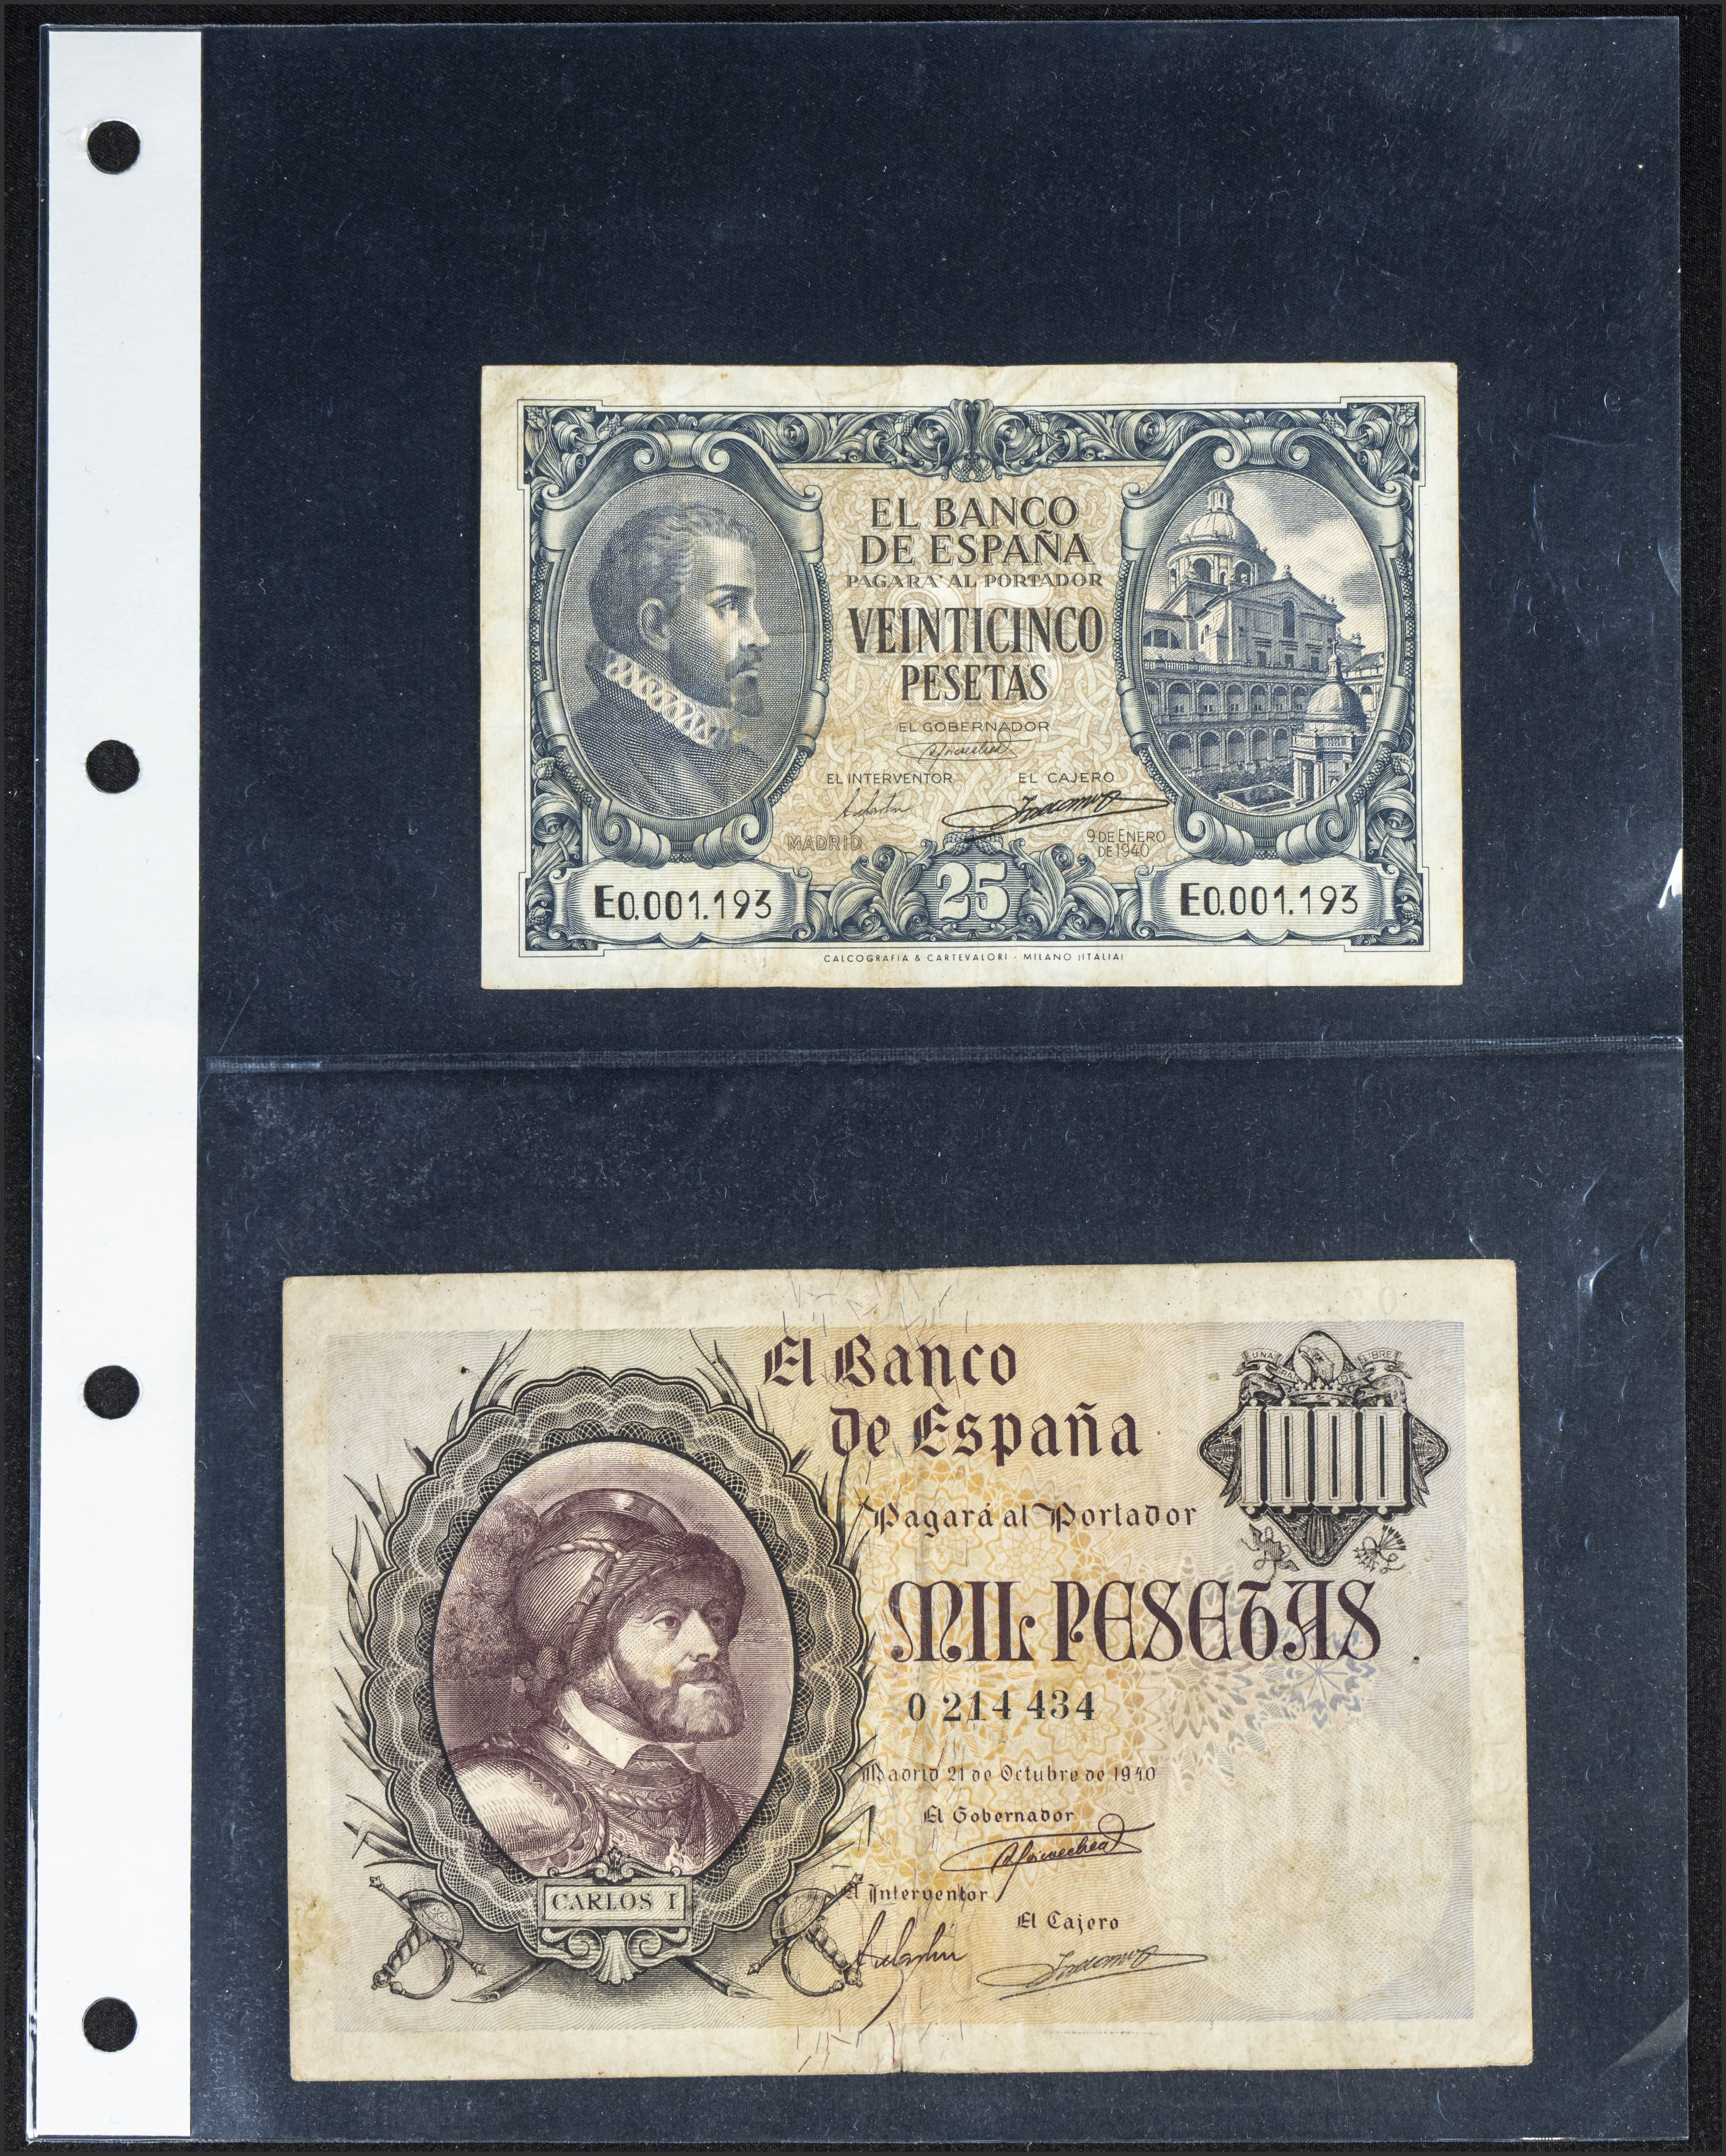 EL BANCO
DE ESPAÑA
PAGARA' AL PORTADOR
VEINTICINCO
PESETAS
EL GOBERNADOR
EL INTERVENTOR
EL CAJERO
MADRID
9 DE ENERO
DE 1940
E0.001.193
25
E0.001.193
CALCOGRAFIA & CARTEVALORI - MILANO (ITALIA)
El Banco
de España
UNA
LIBRE
1000
Pagará al Portador
MIL PESETAS
0 214 434
Madrid 21 de Octubre de 1940
El Gobernador
El Interventor
El Cajero
CARLOS I